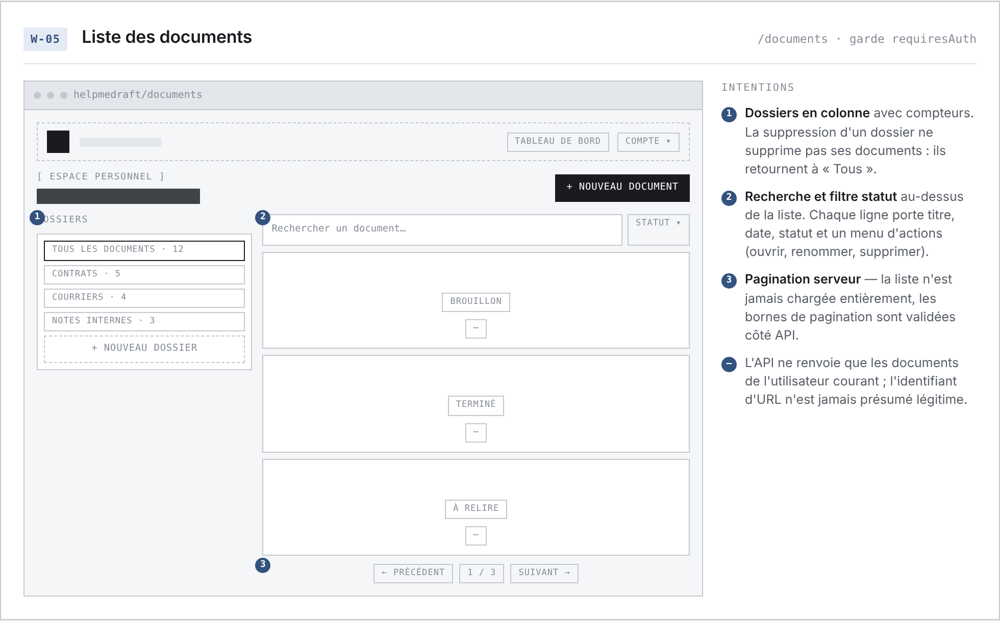 W-05 Liste des documents
/documents · garde requiresAuth
helpmedraft/documents
TABLEAU DE BORD
COMPTE ▾
[ ESPACE PERSONNEL ]
+ NOUVEAU DOCUMENT
1 OSSIERS
TOUS LES DOCUMENTS · 12
CONTRATS · 5
COURRIERS · 4
NOTES INTERNES · 3
+ NOUVEAU DOSSIER
2
Rechercher un document…
STATUT ▾
BROUILLON
…
TERMINÉ
…
À RELIRE
…
3
← PRÉCÉDENT
1 / 3
SUIVANT →
INTENTIONS
1 Dossiers en colonne avec compteurs.
La suppression d'un dossier ne
supprime pas ses documents : ils
retournent à « Tous ».
2 Recherche et filtre statut au-dessus
de la liste. Chaque ligne porte titre,
date, statut et un menu d'actions
(ouvrir, renommer, supprimer).
3 Pagination serveur — la liste n'est
jamais chargée entièrement, les
bornes de pagination sont validées
côté API.
– L'API ne renvoie que les documents
de l'utilisateur courant ; l'identifiant
d'URL n'est jamais présumé légitime.